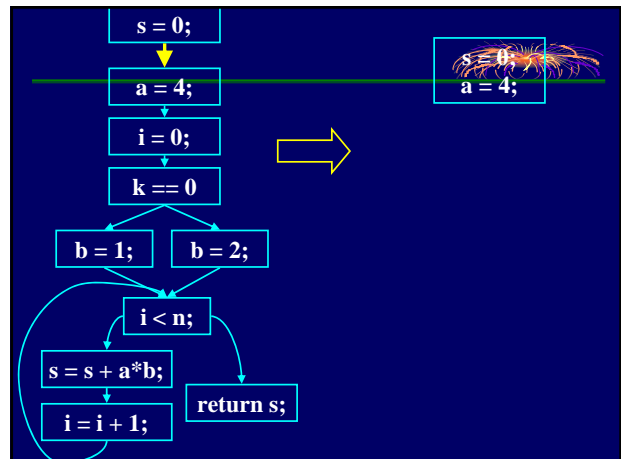 s = 0;
a = 4;
i = 0;
k == 0
b = 1;
b = 2;
i < n;
s = s + a*b;
return s;
i = i + 1;
s = 0;
a = 4;